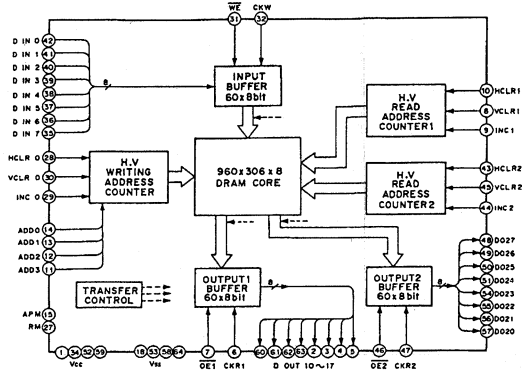 WE CKW
31 32
D IN 0 42
D IN 1 41
D IN 2 40
D IN 3 39
D IN 4 38
D IN 5 37
D IN 6 36
D IN 7 35
8
INPUT
BUFFER
60x8bit
10 HCLR1
8 VCLR1
9 INC1
H.V
READ
ADDRESS
COUNTER1
HCLR 0 28
VCLR 0 30
INC 0 29
H.V
WRITING
ADDRESS
COUNTER
960x306x8
DRAM CORE
H.V
READ
ADDRESS
COUNTER2
43 HCLR2
45 VCLR2
44 INC2
ADD0 14
ADD1 13
ADD2 12
ADD3 11
TRANSFER
CONTROL
OUTPUT1
BUFFER
60x8bit
8
OUTPUT2
BUFFER
60x8bit
8
48 DO27
49 DO26
50 DO25
51 DO24
54 DO23
55 DO22
56 DO21
57 DO20
APM 15
RM 27
1 34 52 59
Vcc
18 53 58 64
Vss
7 6
OE1 CKR1
60 61 62 63 2 3 4 5
D OUT 10~17
46 47
OE2 CKR2